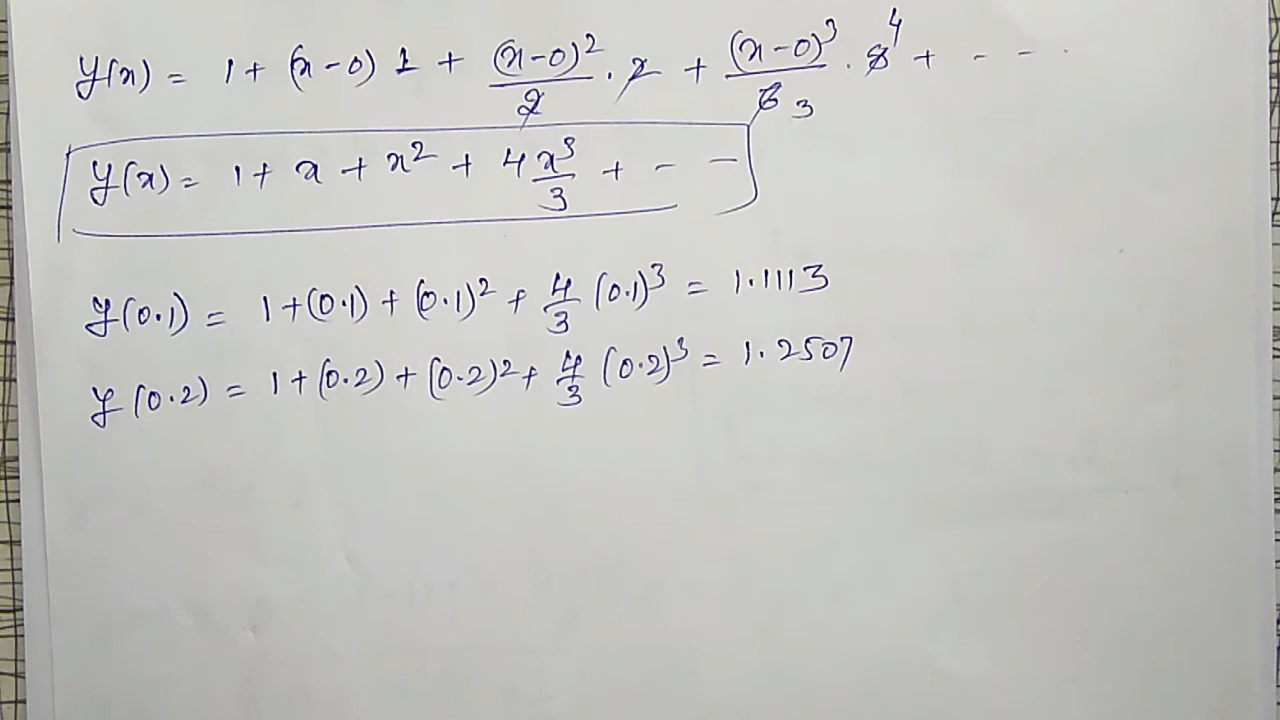 y(x) = 1 + (x-0) 1 + (x-0)²/2 . 2 + (x-0)³/6 3 . 8 4 + - - .
y(x) = 1 + x + x² + 4x³/3 + - -
y(0.1) = 1+(0.1) + (0.1)² + 4/3 (0.1)³ = 1.1113
y(0.2) = 1+(0.2) + (0.2)² + 4/3 (0.2)³ = 1.2507